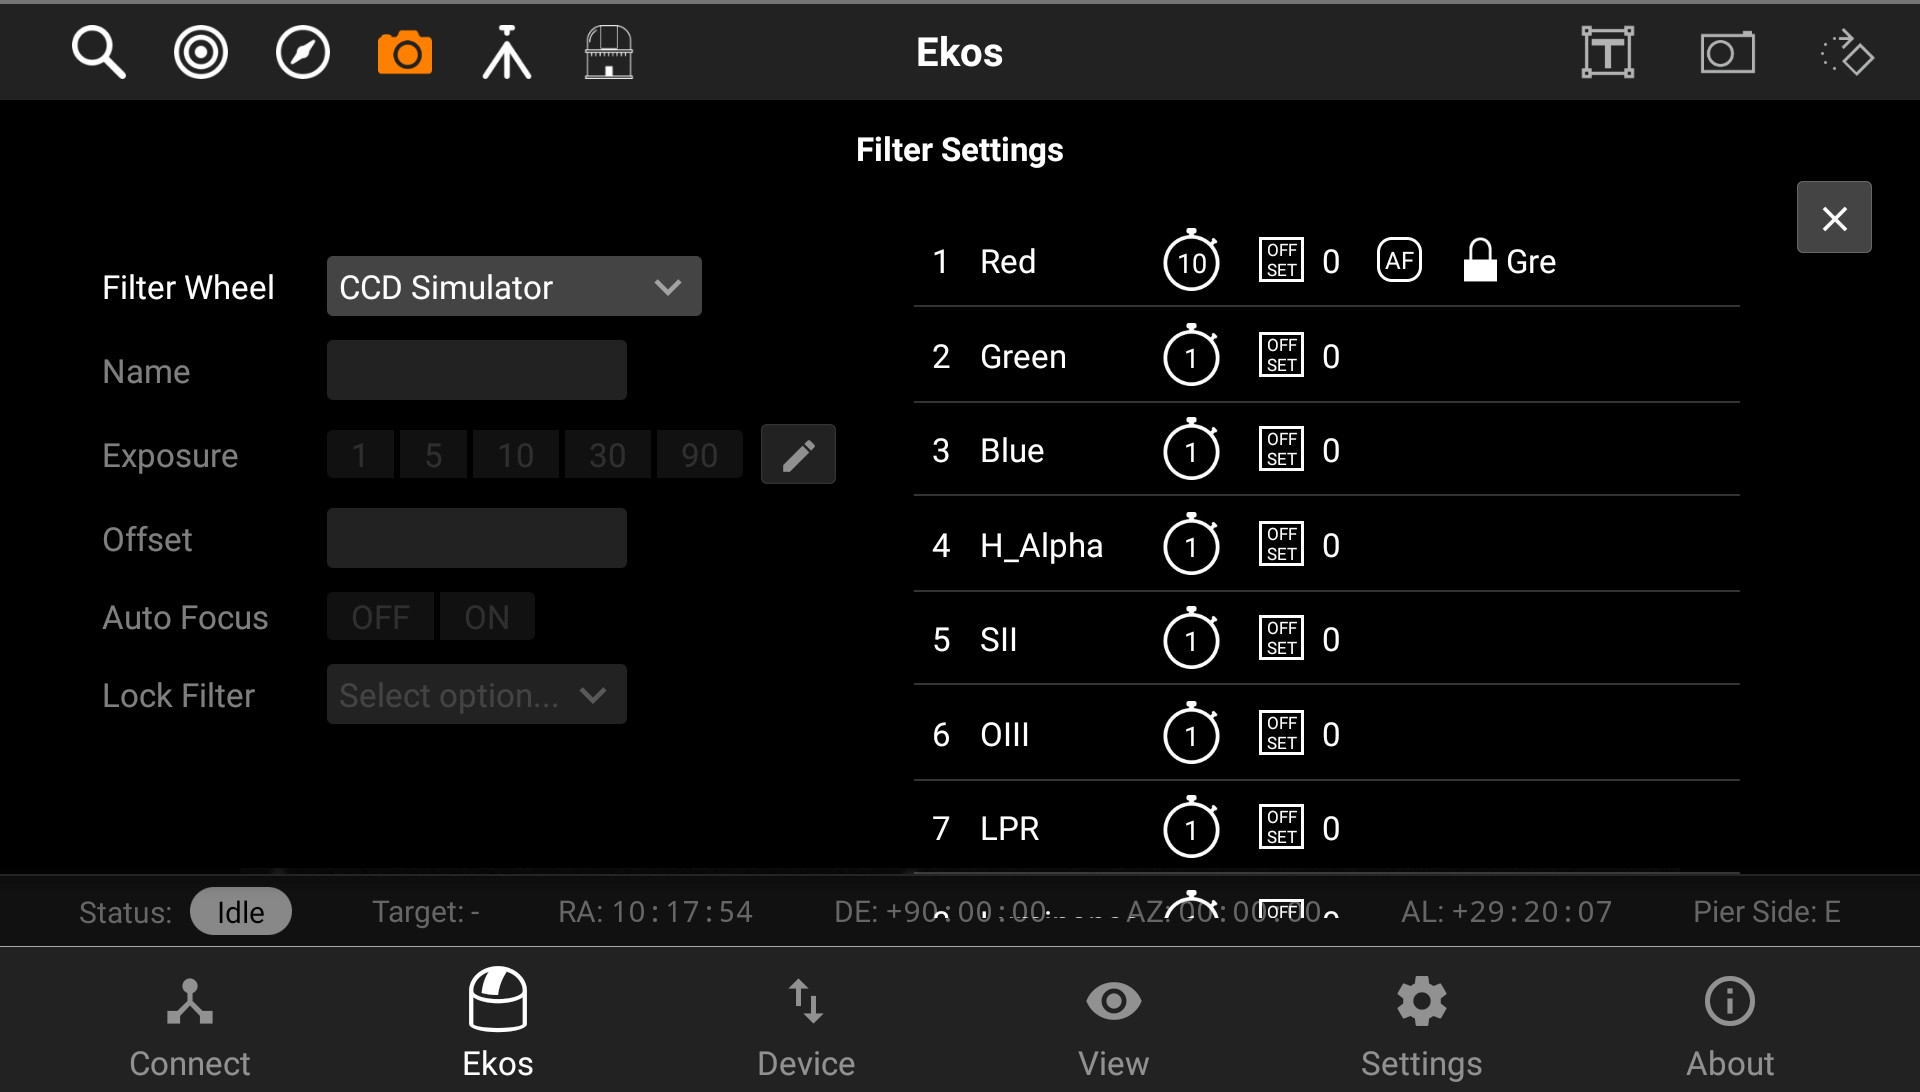 Ekos
Filter Settings
Filter Wheel CCD Simulator
Name
Exposure 1 5 10 30 90
Offset
Auto Focus OFF ON
Lock Filter Select option...
1 Red 10 OFF SET 0 AF Gre
2 Green 1 OFF SET 0
3 Blue 1 OFF SET 0
4 H_Alpha 1 OFF SET 0
5 SII 1 OFF SET 0
6 OIII 1 OFF SET 0
7 LPR 1 OFF SET 0
Status: Idle Target: - RA: 10:17:54 DE: +90:00:00 AZ: 00:00:00 AL: +29:20:07 Pier Side: E
Connect Ekos Device View Settings About